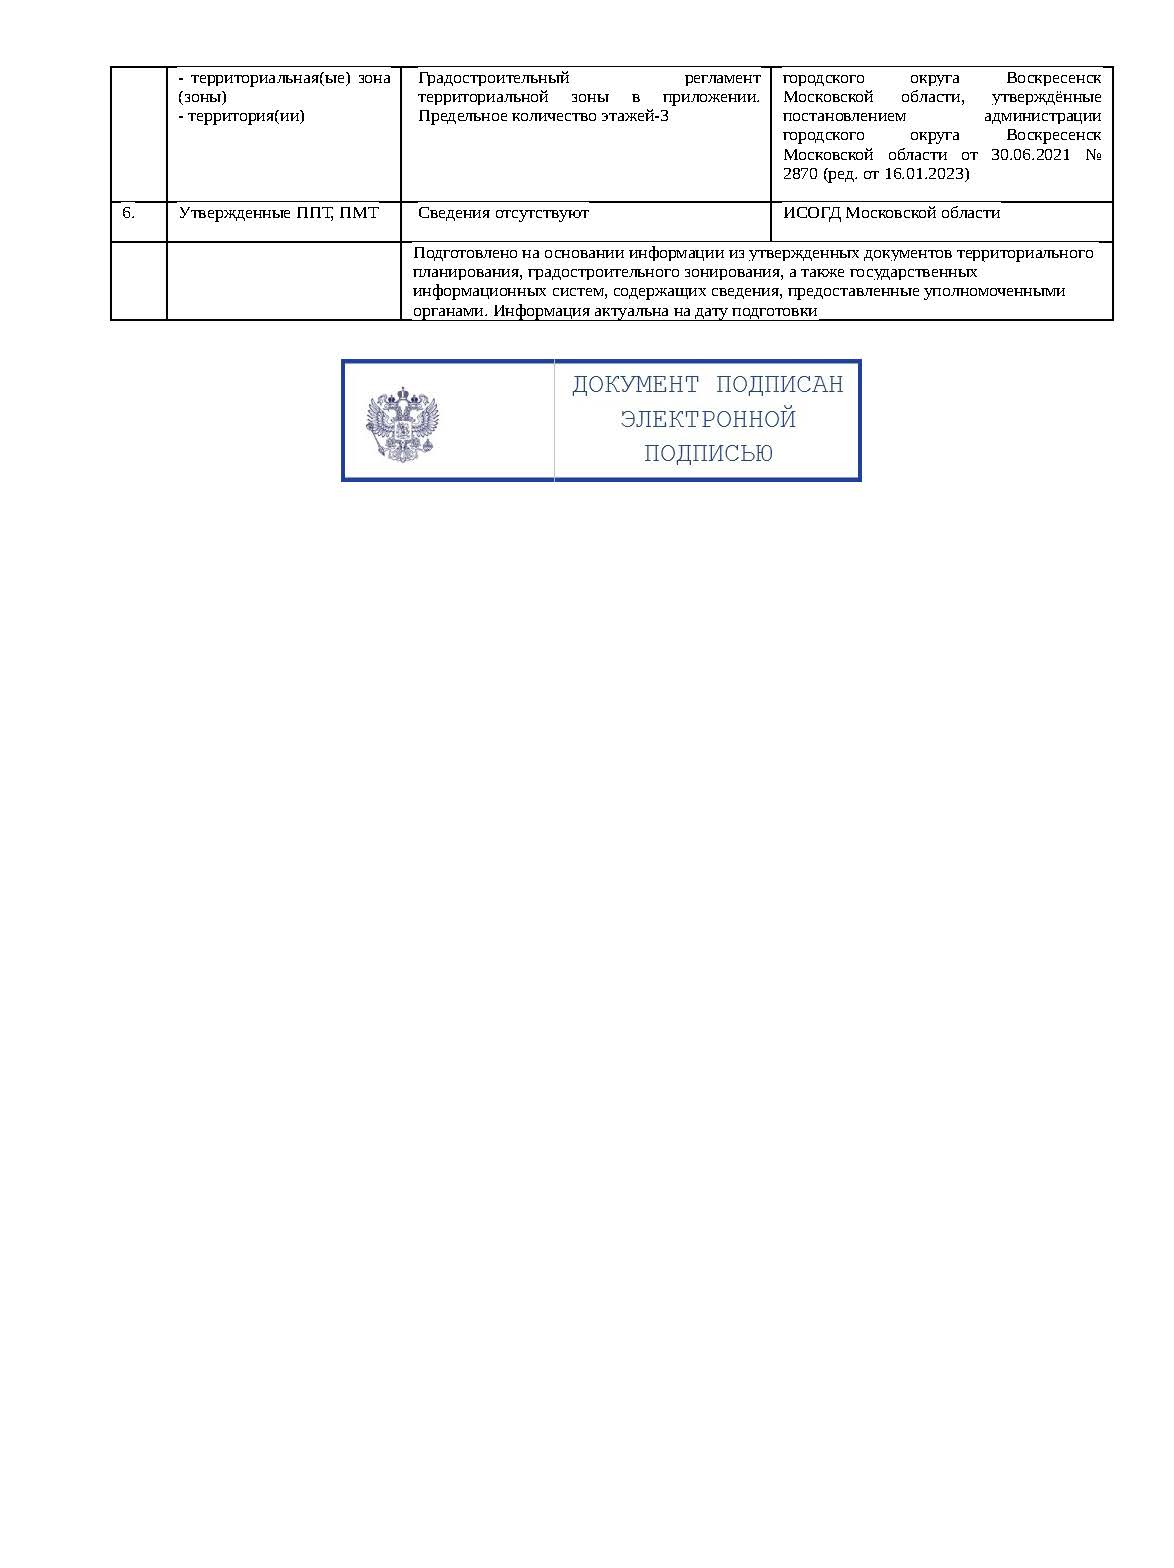 - территориальная(ые) зона
(зоны)
- территория(ии)
Градостроительный регламент
территориальной зоны в приложении.
Предельное количество этажей-3
городского округа Воскресенск
Московской области, утверждённые
постановлением администрации
городского округа Воскресенск
Московской области от 30.06.2021 №
2870 (ред. от 16.01.2023)
6.
Утвержденные ППТ, ПМТ
Сведения отсутствуют
ИСОГД Московской области
Подготовлено на основании информации из утвержденных документов территориального
планирования, градостроительного зонирования, а также государственных
информационных систем, содержащих сведения, предоставленные уполномоченными
органами. Информация актуальна на дату подготовки
ДОКУМЕНТ ПОДПИСАН
ЭЛЕКТРОННОЙ
ПОДПИСЬЮ